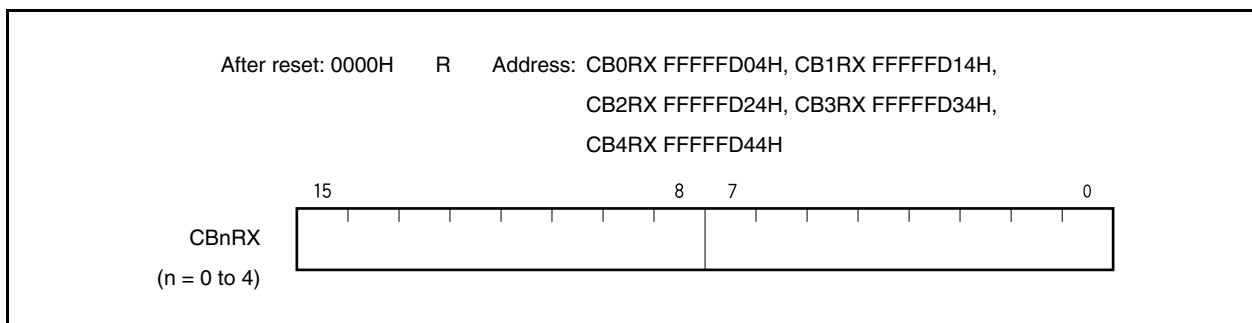 After reset: 0000H R Address: CB0RX FFFFFD04H, CB1RX FFFFFD14H,
CB2RX FFFFFD24H, CB3RX FFFFFD34H,
CB4RX FFFFFD44H
15 8 7 0
CBnRX
(n = 0 to 4)